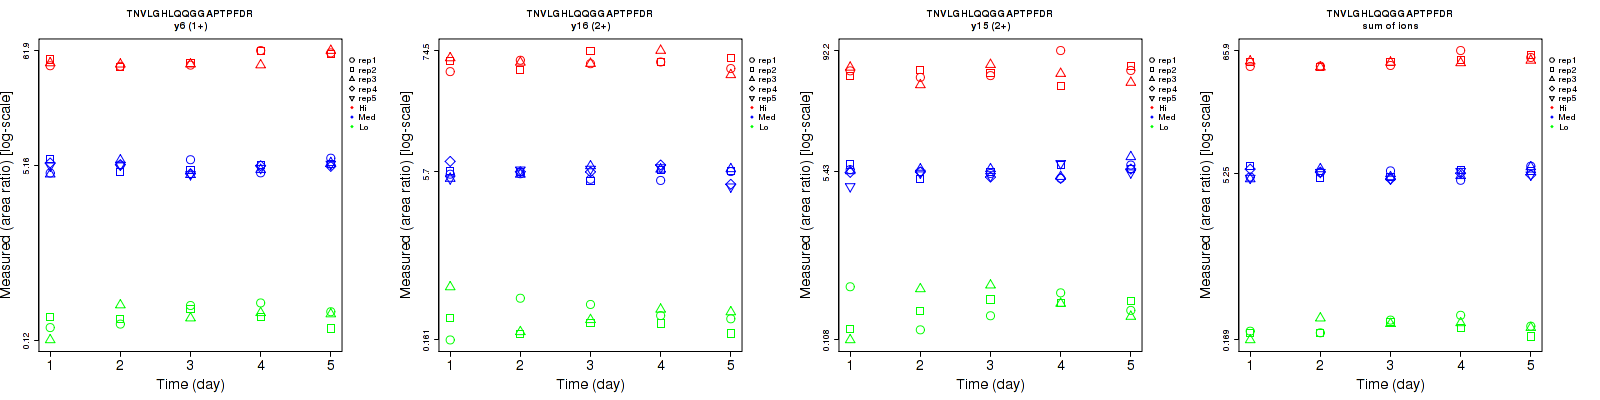 TNVLGHLQQGGAPTPFDR
y6 (1+)
Measured (area ratio) [log-scale]
61.9
5.16
0.12
1 2 3 4 5
Time (day)
rep1
rep2
rep3
rep4
rep5
Hi
Med
Lo
TNVLGHLQQGGAPTPFDR
y16 (2+)
Measured (area ratio) [log-scale]
74.5
5.7
0.161
1 2 3 4 5
Time (day)
rep1
rep2
rep3
rep4
rep5
Hi
Med
Lo
TNVLGHLQQGGAPTPFDR
y15 (2+)
Measured (area ratio) [log-scale]
92.2
5.43
0.108
1 2 3 4 5
Time (day)
rep1
rep2
rep3
rep4
rep5
Hi
Med
Lo
TNVLGHLQQGGAPTPFDR
sum of ions
Measured (area ratio) [log-scale]
65.9
5.25
0.169
1 2 3 4 5
Time (day)
rep1
rep2
rep3
rep4
rep5
Hi
Med
Lo